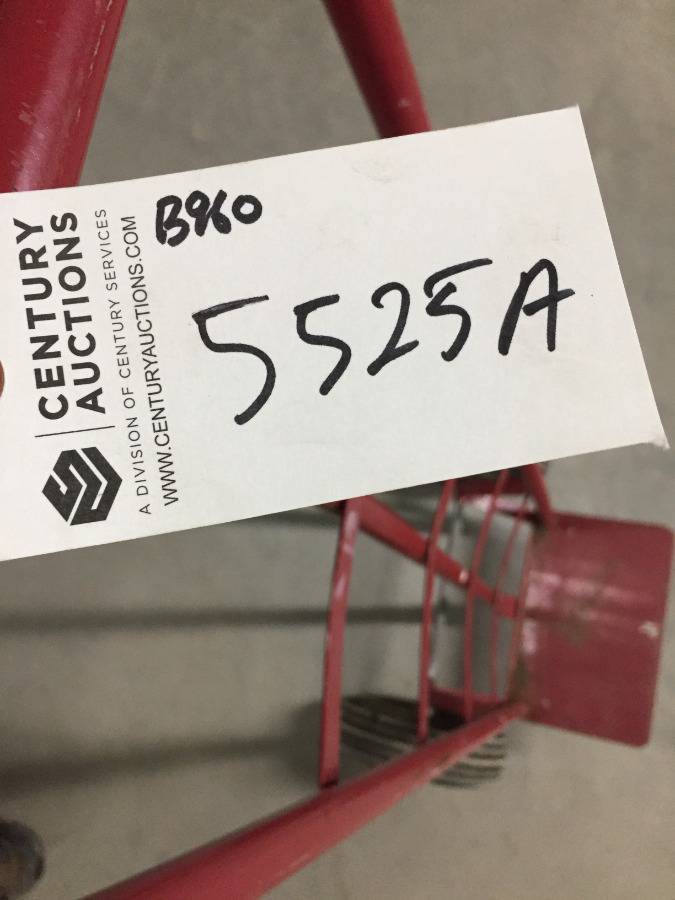 CENTURY
AUCTIONS
A DIVISION OF CENTURY SERVICES
WWW.CENTURYAUCTIONS.COM
B960
5525A